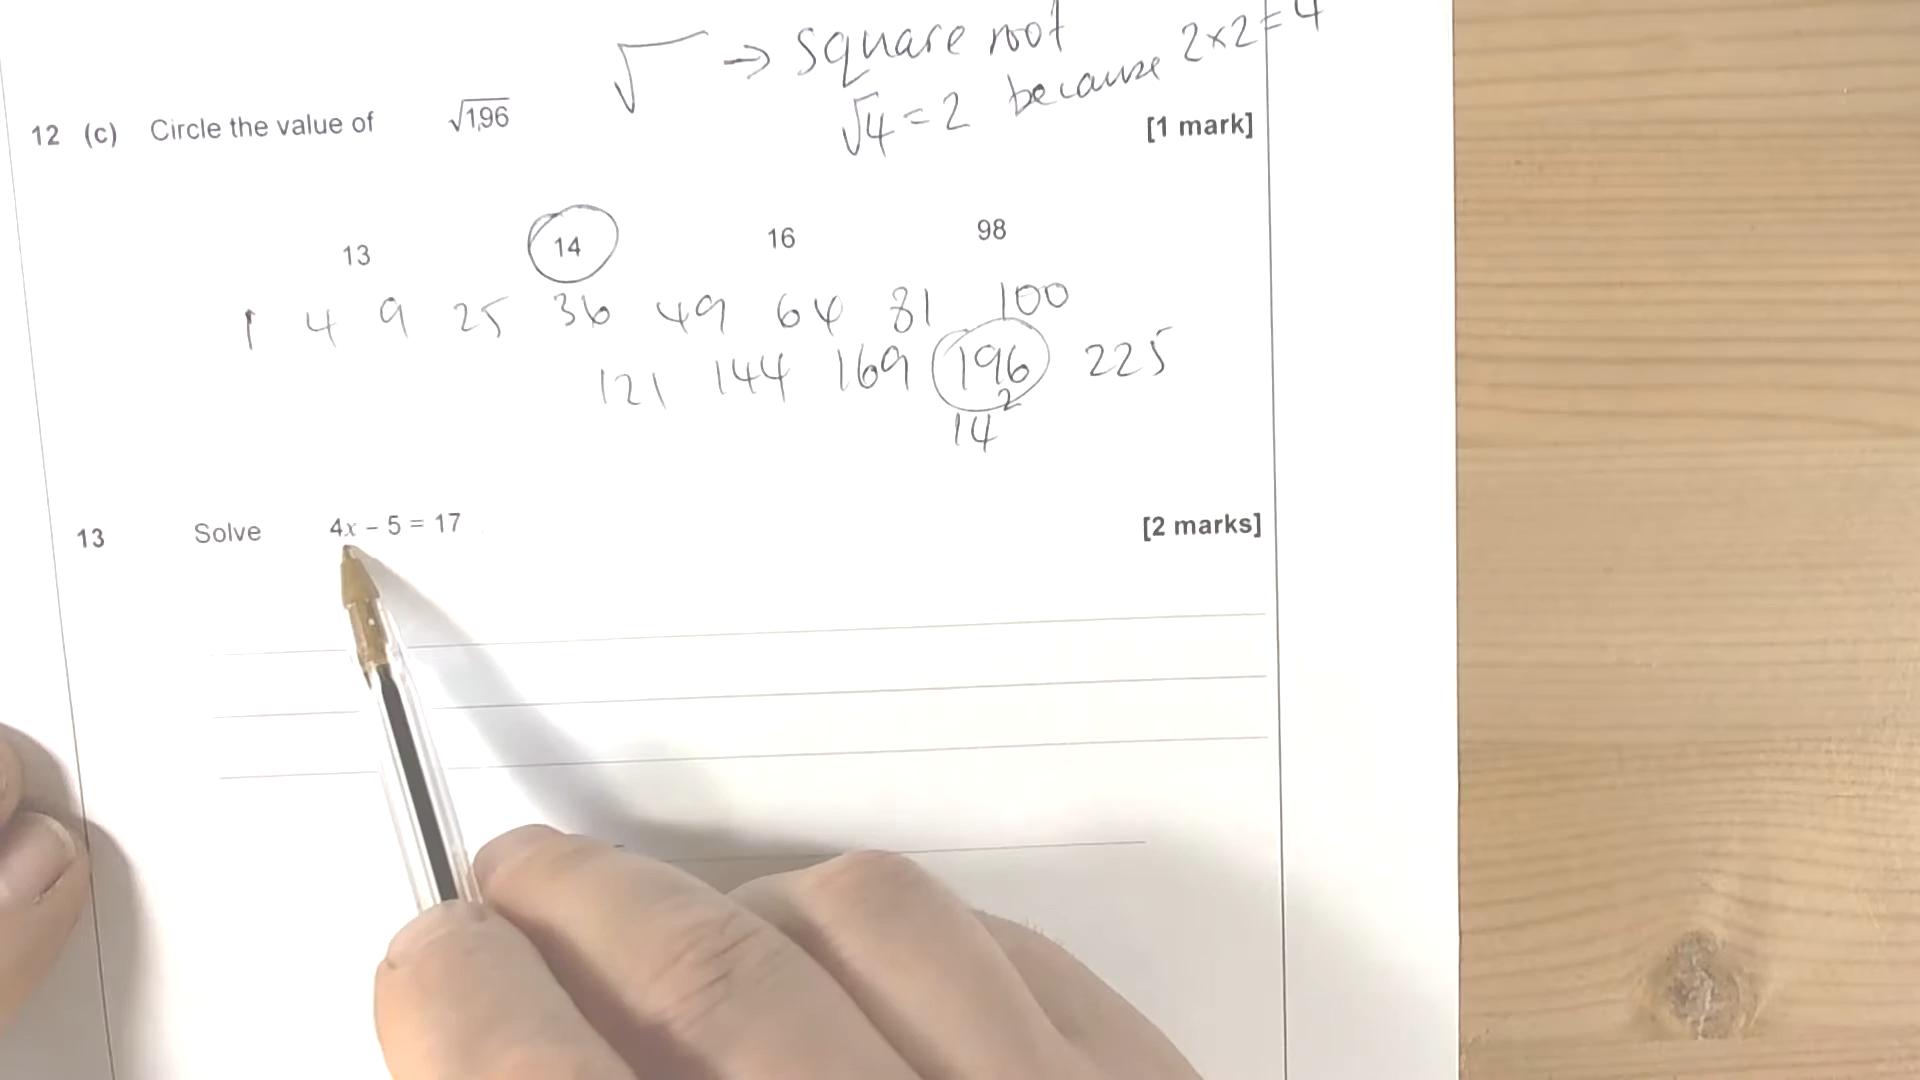 √ → square root
√4 = 2 because 2×2=4
12 (c) Circle the value of √196
[1 mark]
13 14 16 98
1 4 9 25 36 49 64 81 100
121 144 169 196 225
14²
13 Solve 4x – 5 = 17 [2 marks]